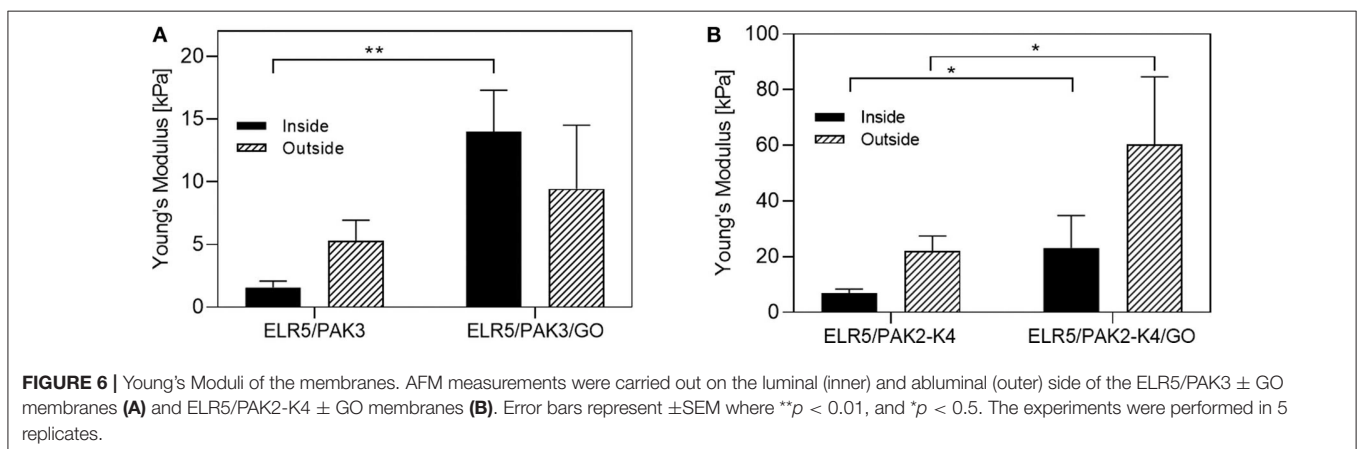 A
Young's Modulus [kPa]
20
15
10
5
0
**
Inside
Outside
ELR5/PAK3
ELR5/PAK3/GO
B
Young's Modulus [kPa]
100
80
60
40
20
0
*
*
Inside
Outside
ELR5/PAK2-K4
ELR5/PAK2-K4/GO
FIGURE 6 | Young's Moduli of the membranes. AFM measurements were carried out on the luminal (inner) and abluminal (outer) side of the ELR5/PAK3 ± GO
membranes (A) and ELR5/PAK2-K4 ± GO membranes (B). Error bars represent ±SEM where **p < 0.01, and *p < 0.5. The experiments were performed in 5
replicates.